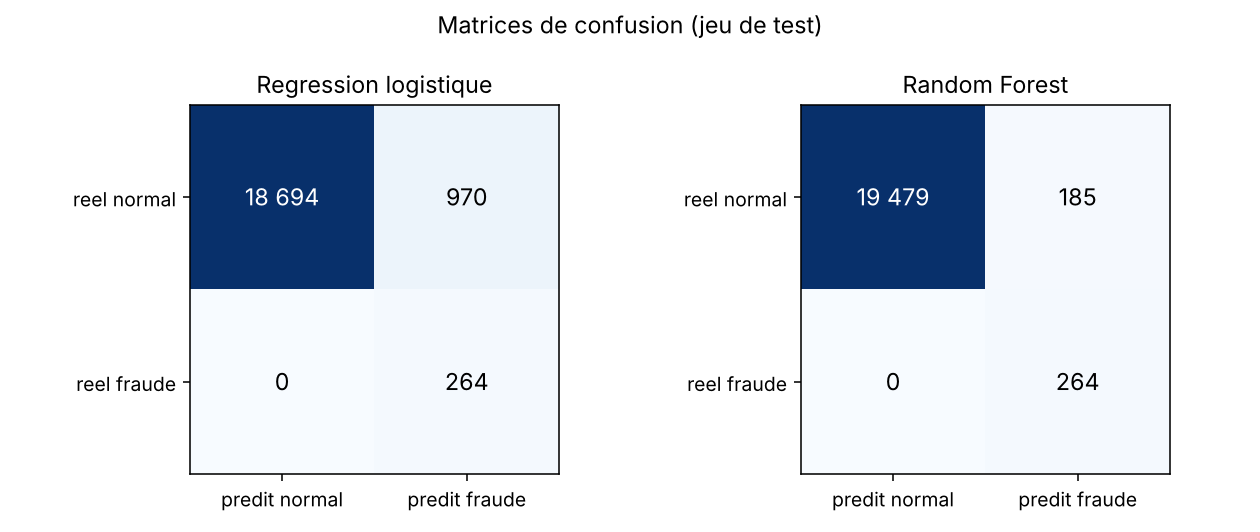 Matrices de confusion (jeu de test)
Regression logistique
reel normal
18 694
970
reel fraude
0
264
predit normal
predit fraude
Random Forest
reel normal
19 479
185
reel fraude
0
264
predit normal
predit fraude